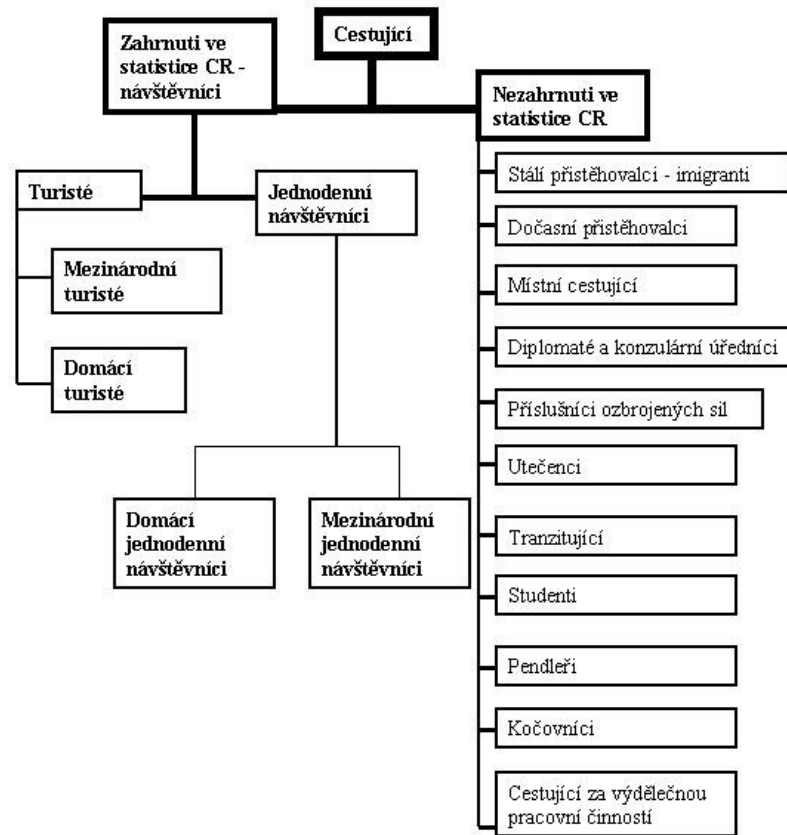 Cestující
Zahrnuti ve
statistice CR -
návštěvníci
Nezahrnuti ve
statistice CR
Turisté
Jednodenní
návštěvníci
Mezinárodní
turisté
Domácí
turisté
Domácí
jednodenní
návštěvníci
Mezinárodní
jednodenní
návštěvníci
Stálí přistěhovalci - imigranti
Dočasní přistěhovalci
Místní cestující
Diplomaté a konzulární úředníci
Příslušníci ozbrojených sil
Utečenci
Tranzitující
Studenti
Pendleři
Kočovníci
Cestující za výdělečnou
pracovní činností